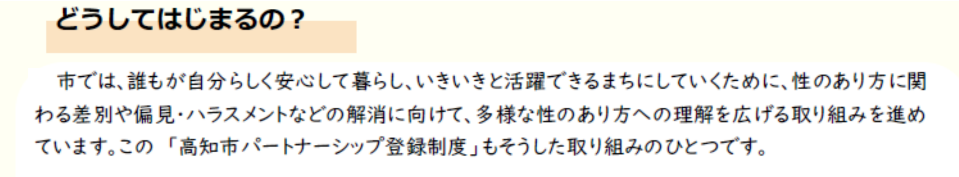 どうしてはじまるの？
市では、誰もが自分らしく安心して暮らし、いきいきと活躍できるまちにしていくために、性のあり方に関
わる差別や偏見・ハラスメントなどの解消に向けて、多様な性のあり方への理解を広げる取り組みを進め
ています。この 「高知市パートナーシップ登録制度」もそうした取り組みのひとつです。